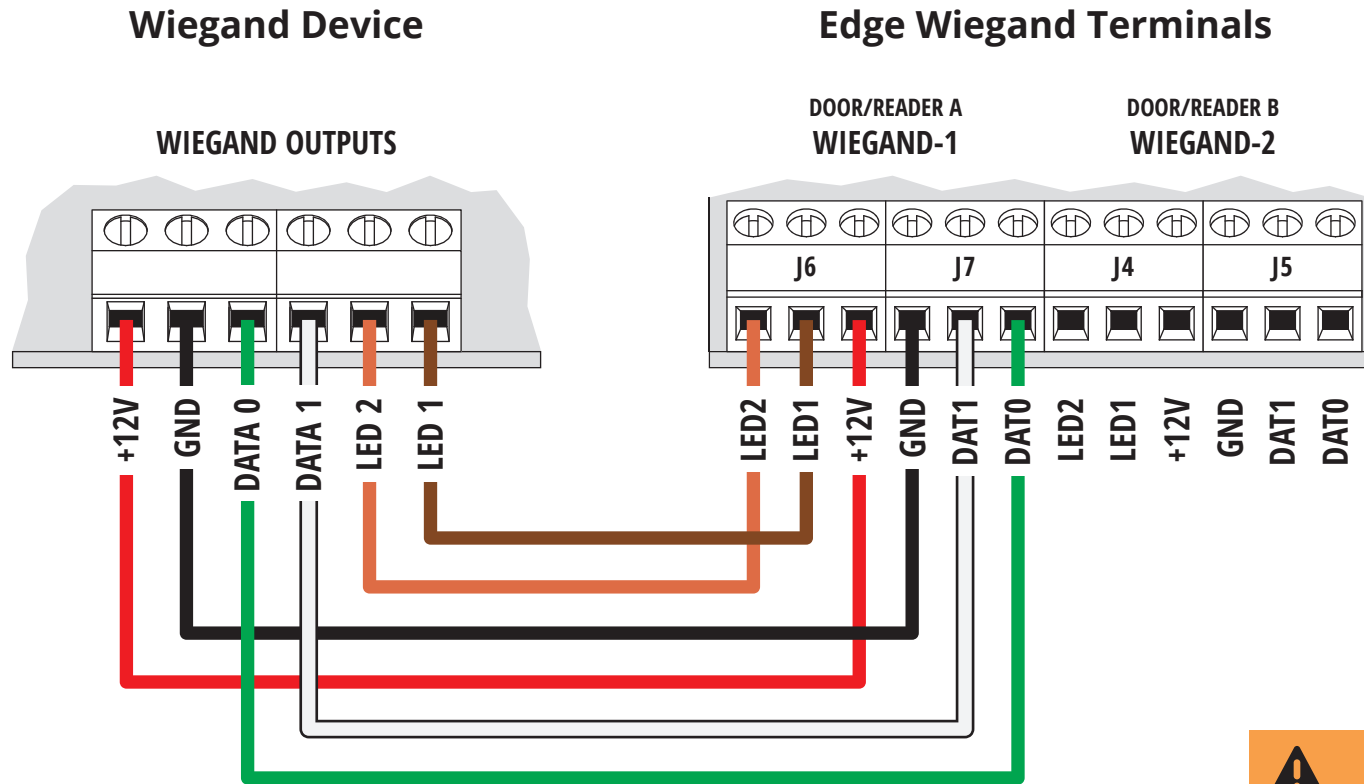 Wiegand Device
Edge Wiegand Terminals
DOOR/READER A
DOOR/READER B
WIEGAND OUTPUTS
WIEGAND-1
WIEGAND-2
J6
J7
J4
J5
+12V
GND
DATA 0
DATA 1
LED 2
LED 1
LED2
LED1
+12V
GND
DAT1
DAT0
LED2
LED1
+12V
GND
DAT1
DAT0